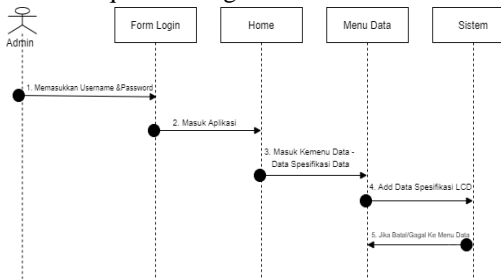 Form Login
Home
Menu Data
Sistem
Admin
1. Memasukkan Username &Password
2. Masuk Aplikasi
3. Masuk Kemenu Data -
Data Spesifikasi Data
4. Add Data Spesifikasi LCD
5. Jika Batal/Gagal Ke Menu Data